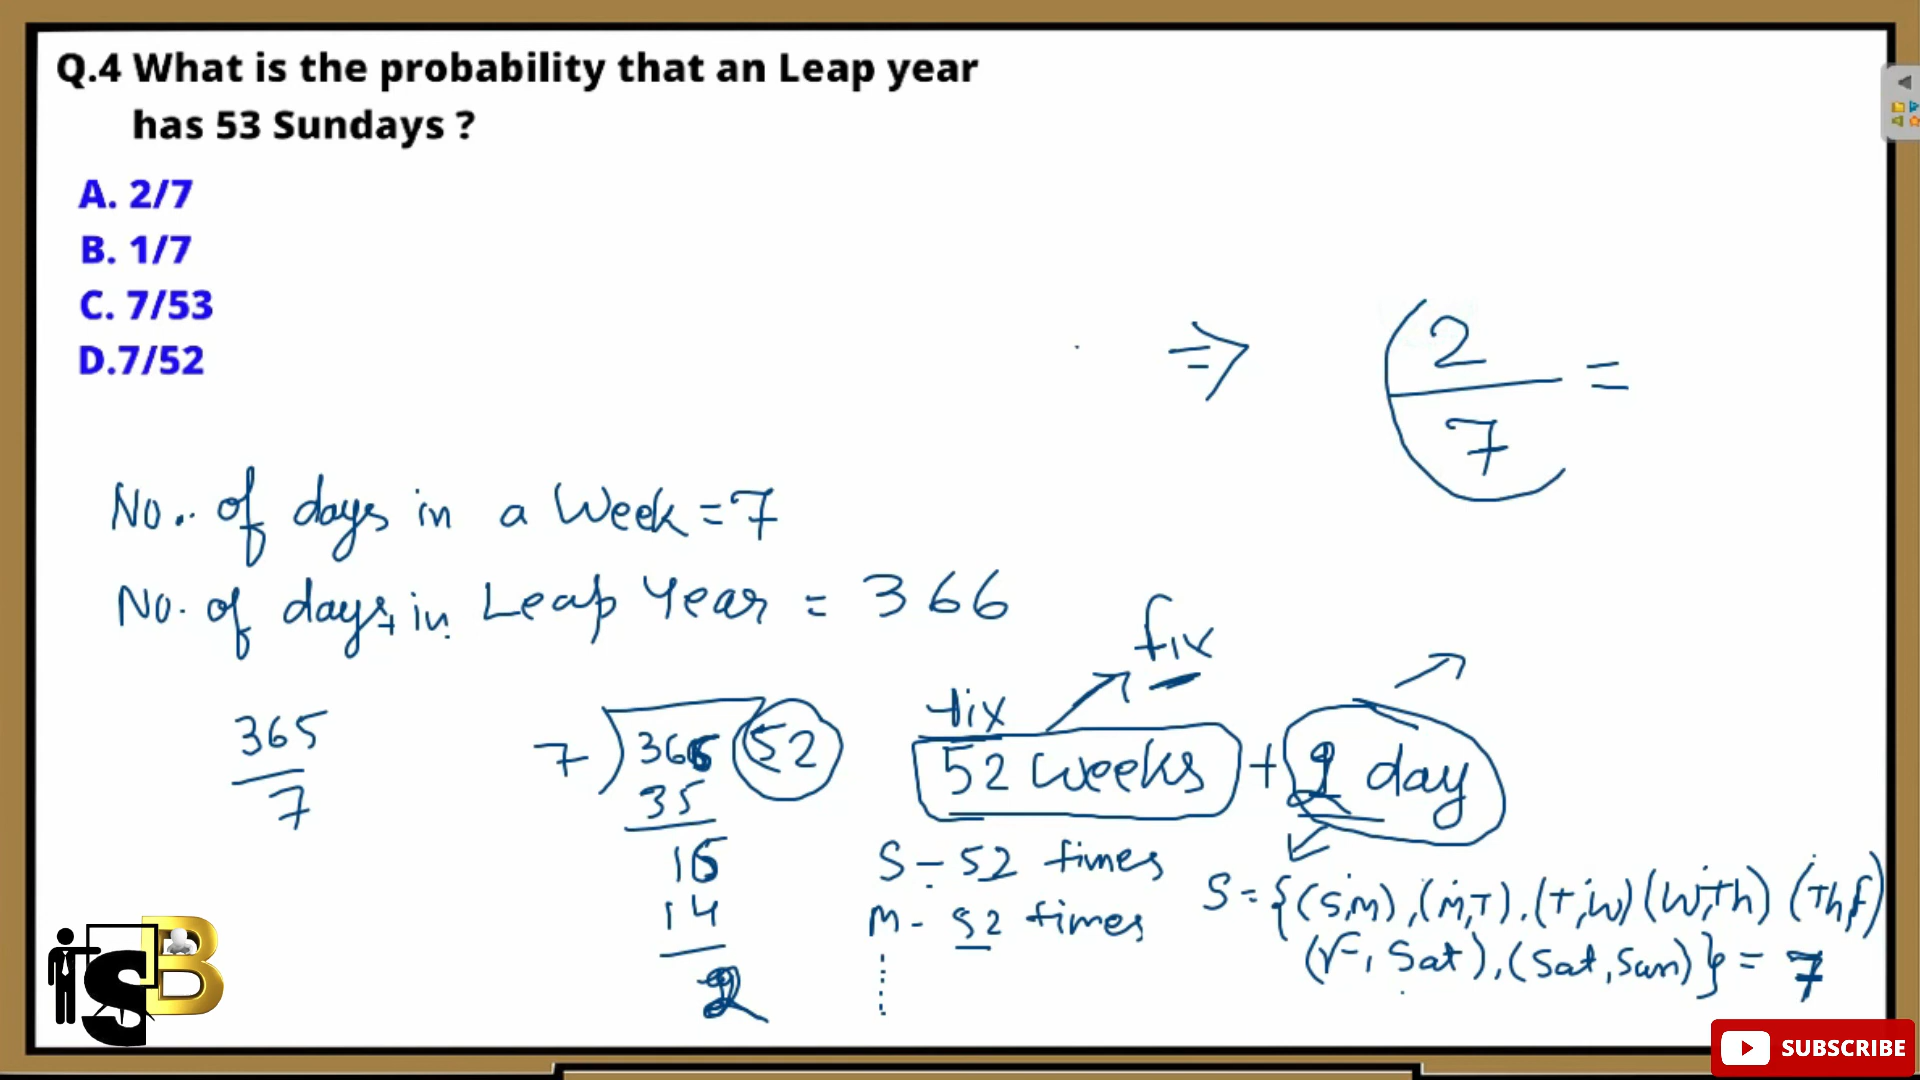 Q.4 What is the probability that an Leap year
has 53 Sundays ?
A. 2/7
B. 1/7
C. 7/53
D.7/52
⇒ 2/7 =
No. of days in a Week = 7
No. of days in Leap Year = 366
fix
fix
365/7
7) 366 (52
35
16
14
2
52 weeks + 2 day
S - 52 times
M - 52 times
S = {(S,M), (M,T), (T,W) (W,Th) (Th,F)
(F, Sat), (Sat, Sun)} = 7
SB
SUBSCRIBE